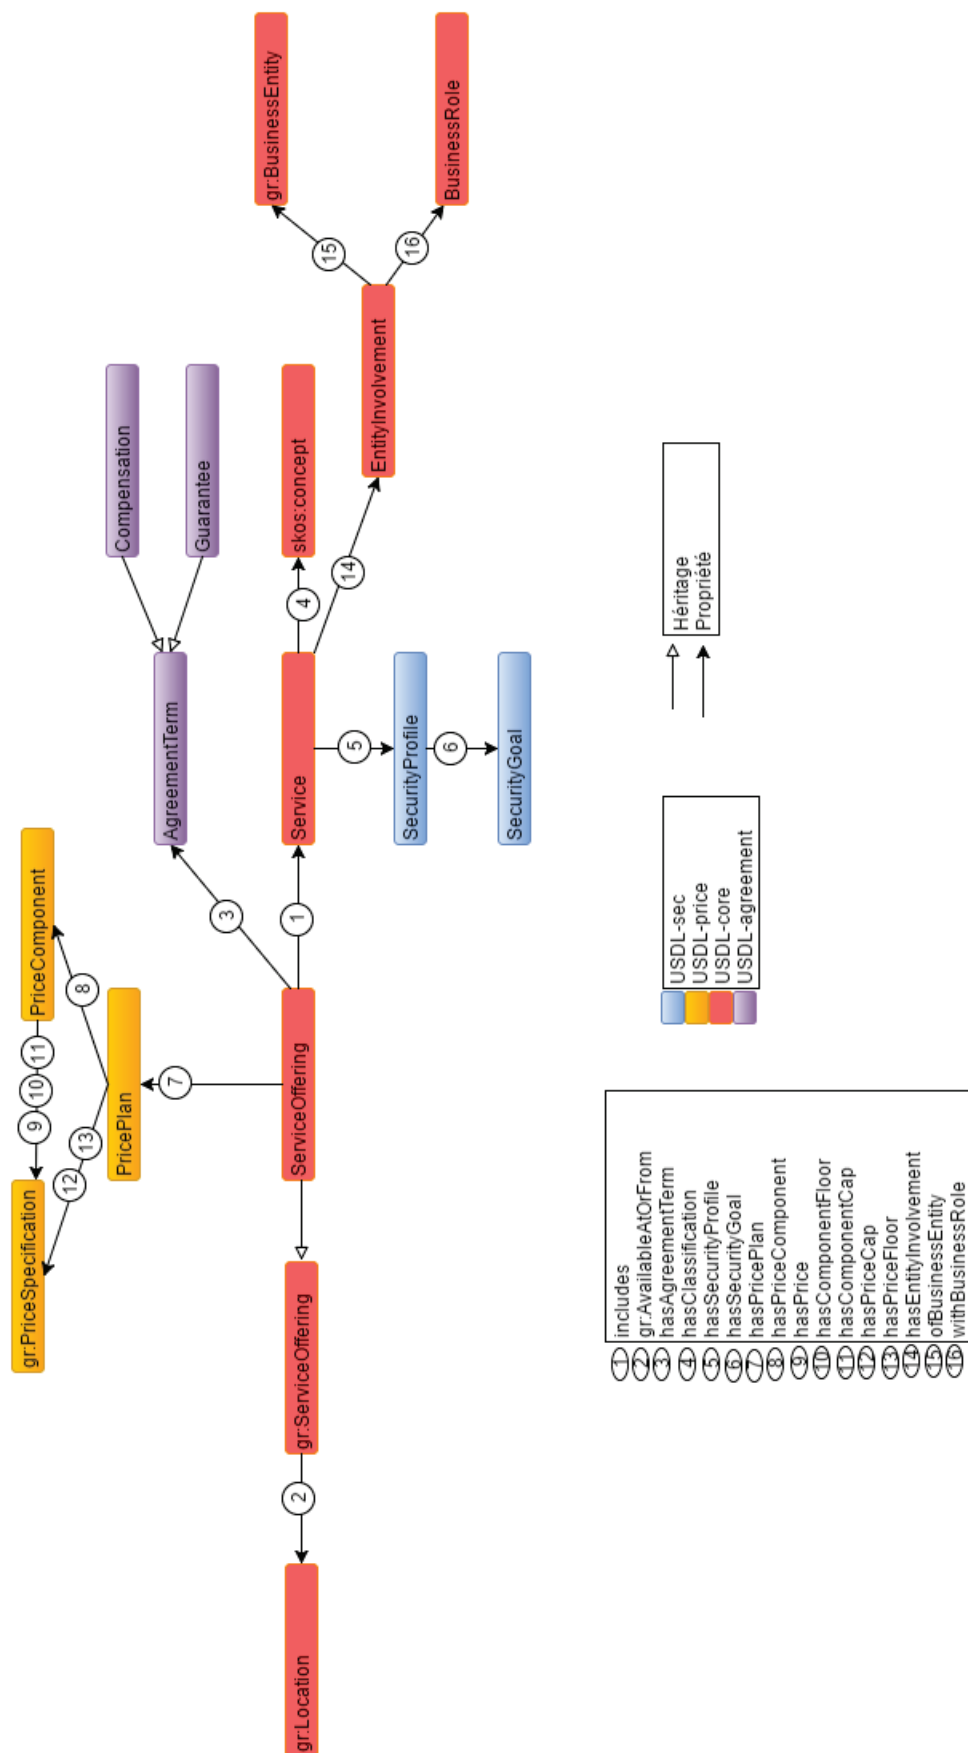 gr:Location
2
gr:ServiceOffering
ServiceOffering
gr:PriceSpecification
12
13
9
10
11
PricePlan
8
PriceComponent
7
3
1
AgreementTerm
Compensation
Guarantee
Service
4
skos:concept
14
EntityInvolvement
15
gr:BusinessEntity
16
BusinessRole
5
SecurityProfile
6
SecurityGoal
1 includes
2 gr:AvailableAtOrFrom
3 hasAgreementTerm
4 hasClassification
5 hasSecurityProfile
6 hasSecurityGoal
7 hasPricePlan
8 hasPriceComponent
9 hasPrice
10 hasComponentFloor
11 hasComponentCap
12 hasPriceCap
13 hasPriceFloor
14 hasEntityInvolvement
15 ofBusinessEntity
16 withBusinessRole
USDL-sec
USDL-price
USDL-core
USDL-agreement
Héritage
Propriété